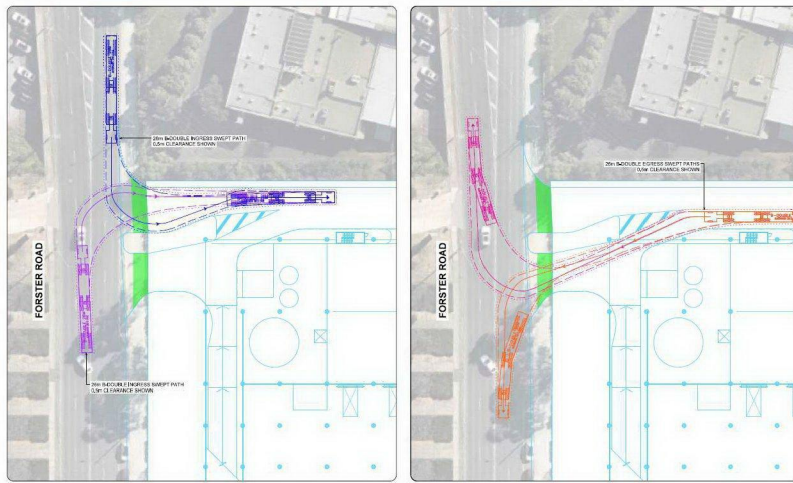 26m B-DOUBLE INGRESS SWEPT PATH
0.5m CLEARANCE SHOWN
FORSTER ROAD
26m B-DOUBLE INGRESS SWEPT PATH
0.5m CLEARANCE SHOWN
26m B-DOUBLE EGRESS SWEPT PATHS
0.5m CLEARANCE SHOWN
FORSTER ROAD